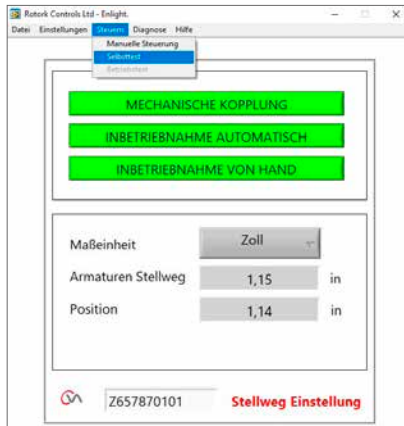 Rotork Controls Ltd - Enlight.
Datei Einstellungen Steuern Diagnose Hilfe
Manuelle Steuerung
Selbsttest
Betriebstest
MECHANISCHE KOPPLUNG
INBETRIEBNAHME AUTOMATISCH
INBETRIEBNAHME VON HAND
Maßeinheit Zoll
Armaturen Stellweg 1,15 in
Position 1,14 in
Z657870101 Stellweg Einstellung